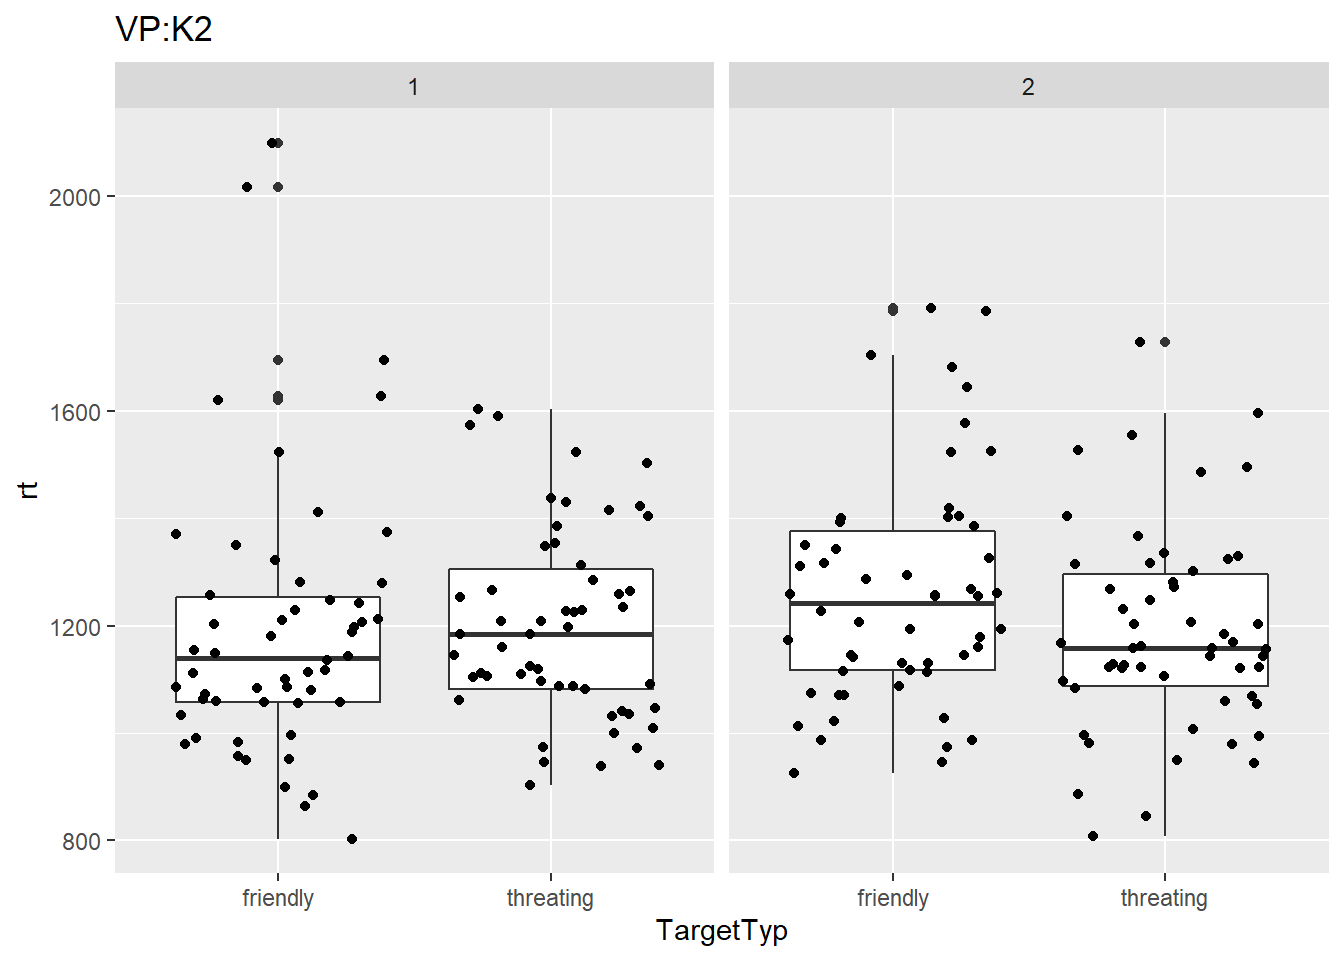 VP:K2
1 2
2000
1600
1200
800
rt
friendly threating friendly threating
TargetTyp